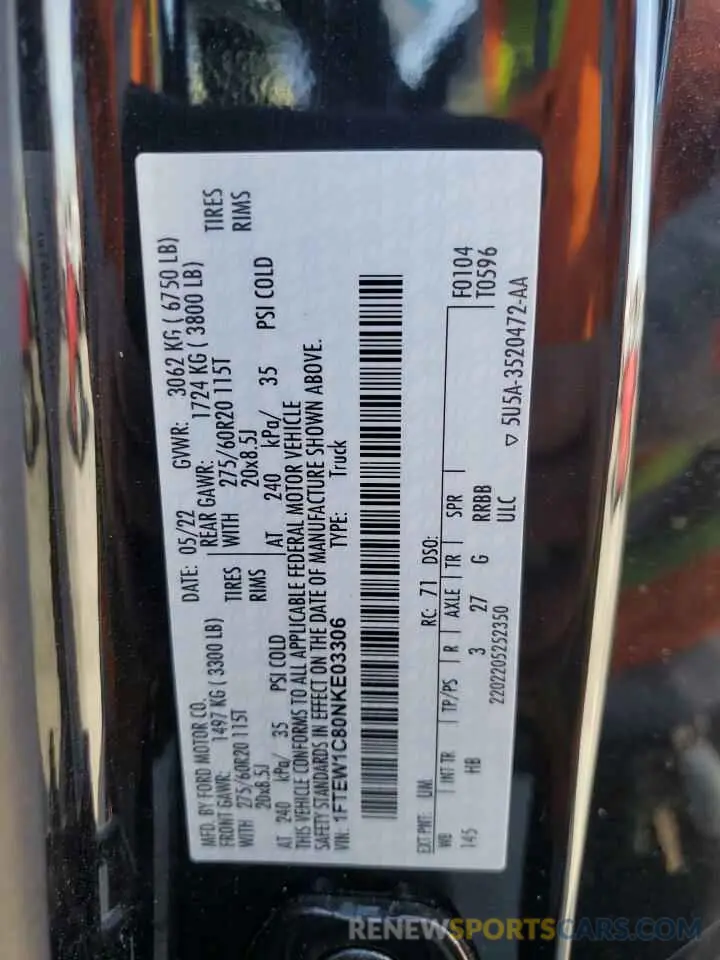 MFD. BY FORD MOTOR CO.
DATE: 05/22 GVWR: 3062 KG ( 6750 LB)
FRONT GAWR: 1497 KG ( 3300 LB) REAR GAWR: 1724 KG ( 3800 LB)
WITH 275/60R20 115T TIRES WITH 275/60R20 115T TIRES
20x8.5J RIMS 20x8.5J RIMS
AT 240 kPa/ 35 PSI COLD AT 240 kPa/ 35 PSI COLD
THIS VEHICLE CONFORMS TO ALL APPLICABLE FEDERAL MOTOR VEHICLE
SAFETY STANDARDS IN EFFECT ON THE DATE OF MANUFACTURE SHOWN ABOVE.
VIN: 1FTEW1C80NKE03306 TYPE: Truck
EXT PNT: UM RC: 71 DSO: F0104
WB INT TR TP/PS R AXLE TR SPR T0596
145 HB 3 27 G RRBB
2202205252350 ULC ▽ 5U5A-3520472-AA
RENEWSPORTSCARS.COM